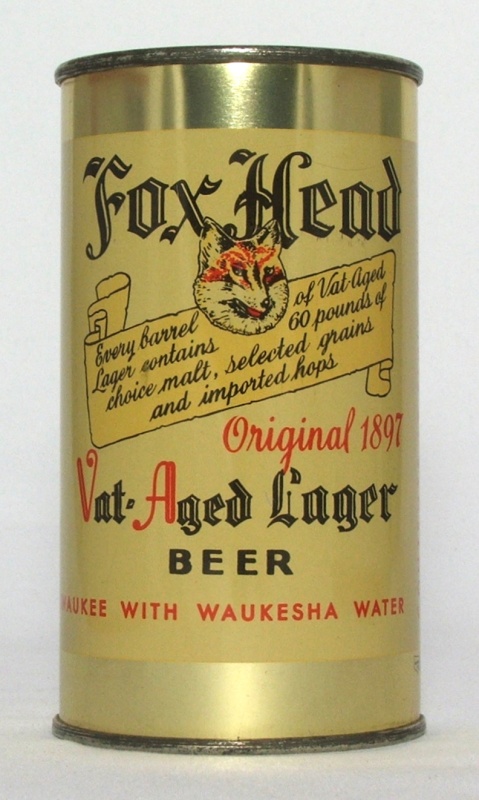 Fox Head
Every barrel of Vat-Aged
Lager contains 60 pounds of
choice malt, selected grains
and imported hops
Original 1897
Vat-Aged Lager
BEER
WAUKEE WITH WAUKESHA WATER